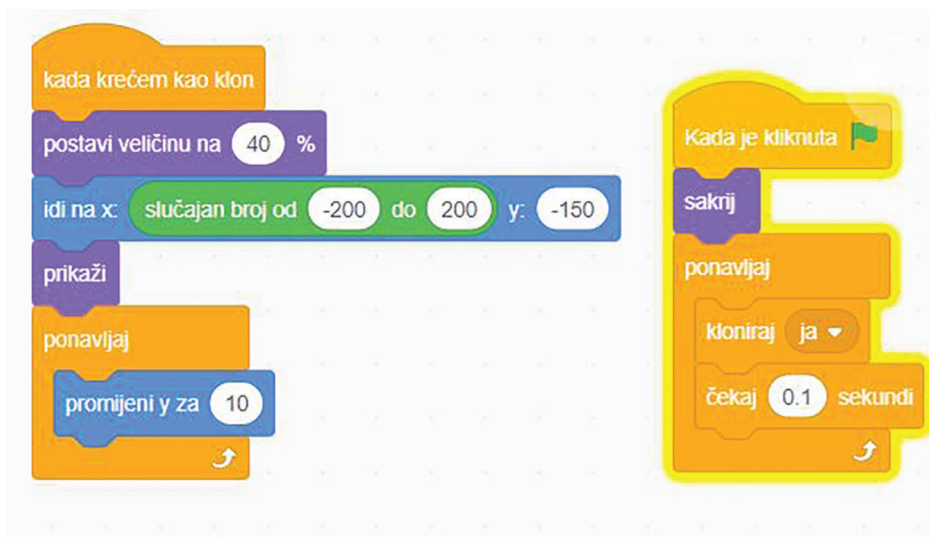 kada krećem kao klon
postavi veličinu na 40 %
idi na x: slučajan broj od -200 do 200 y: -150
prikaži
ponavljaj
promijeni y za 10
Kada je kliknuta
sakrij
ponavljaj
kloniraj ja
čekaj 0.1 sekundi